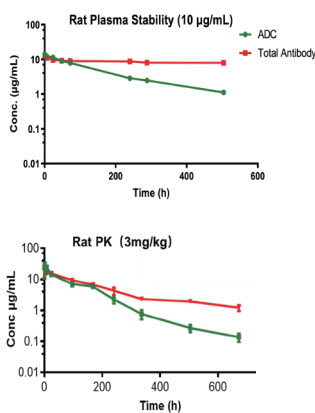 Rat Plasma Stability (10 µg/mL)
ADC
Total Antibody
Conc. (µg/mL)
100
10
1
0.1
0.01
0
200
400
600
Time (h)
Rat PK (3mg/kg)
Conc µg/mL
100
10
1
0.1
0.01
0
200
400
600
Time (h)